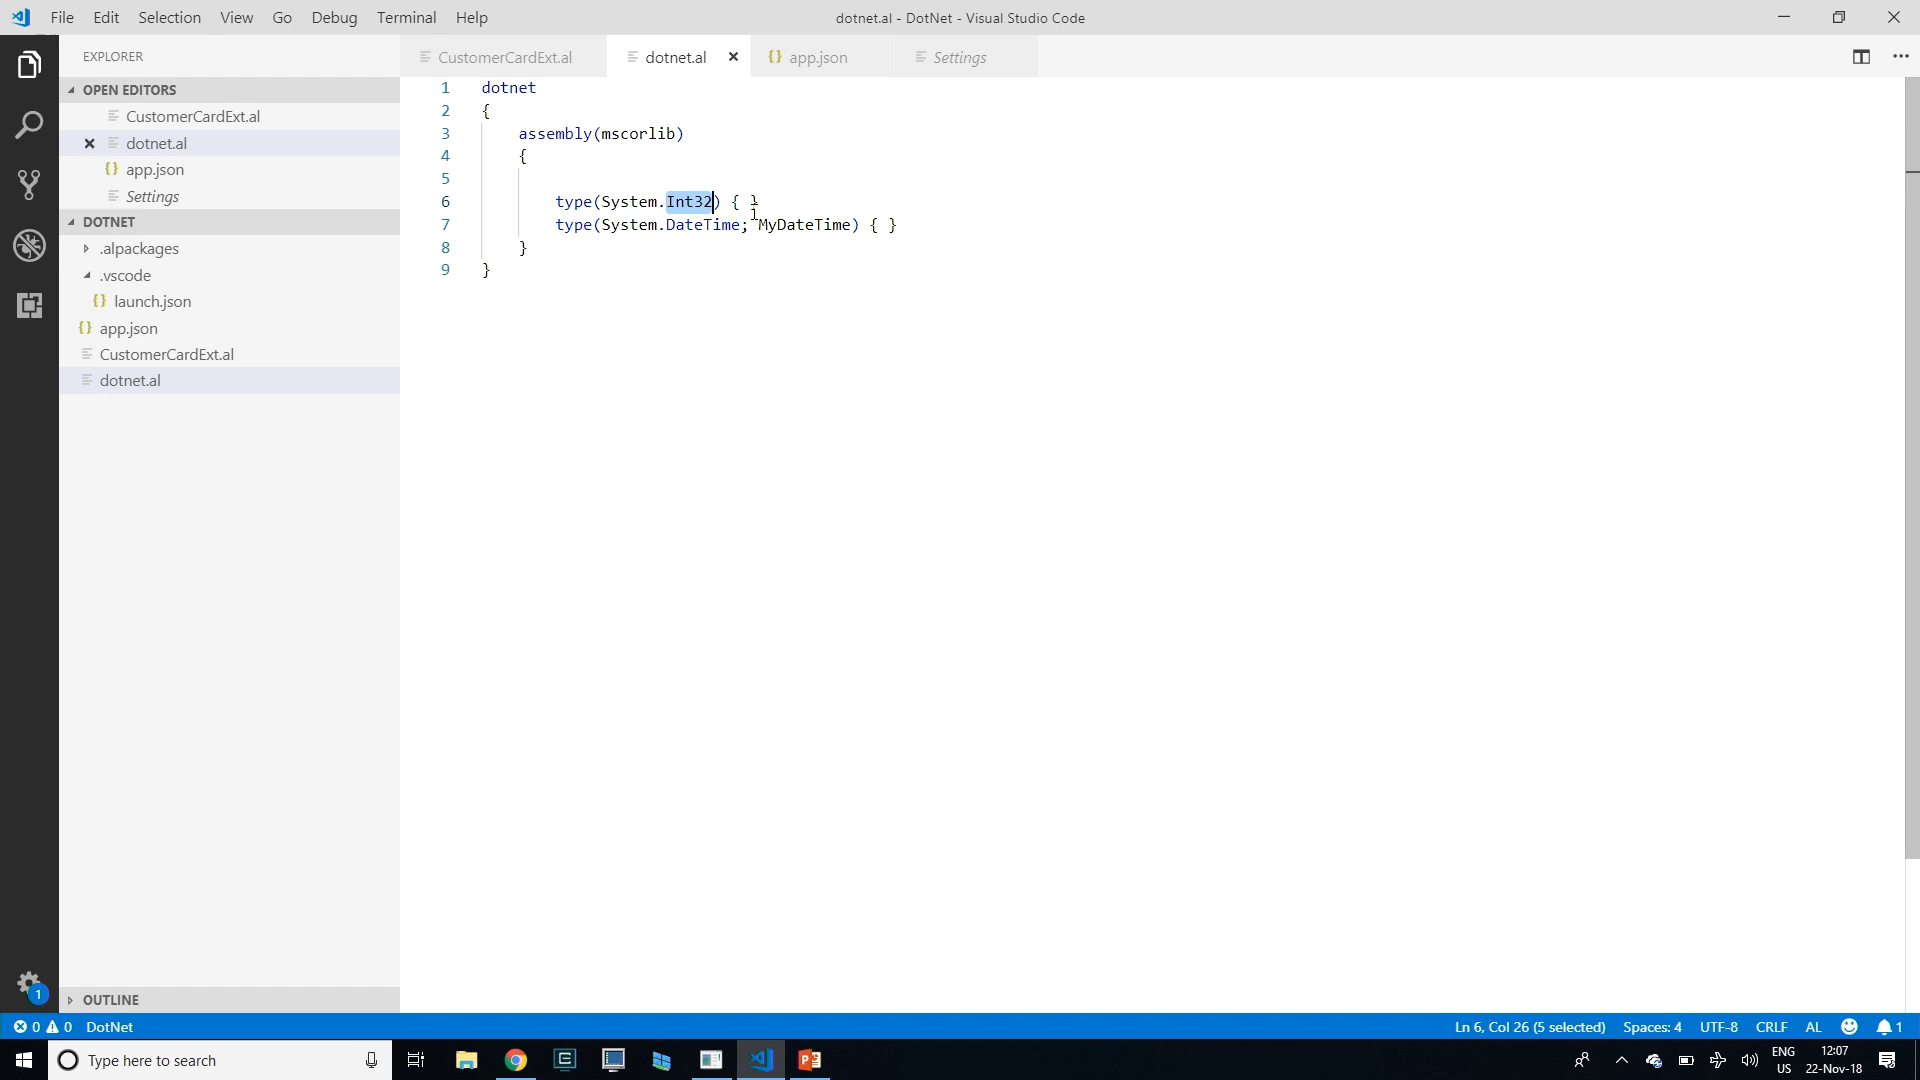 File Edit Selection View Go Debug Terminal Help
dotnet.al - DotNet - Visual Studio Code
EXPLORER
OPEN EDITORS
CustomerCardExt.al
dotnet.al
{} app.json
Settings
DOTNET
.alpackages
.vscode
{} launch.json
{} app.json
CustomerCardExt.al
dotnet.al
OUTLINE
CustomerCardExt.al dotnet.al {} app.json Settings
1 dotnet
2 {
3 assembly(mscorlib)
4 {
5
6 type(System.Int32) { }
7 type(System.DateTime; MyDateTime) { }
8 }
9 }
1
0 0 DotNet
Ln 6, Col 26 (5 selected) Spaces: 4 UTF-8 CRLF AL 1
Type here to search
ENG
US
12:07
22-Nov-18